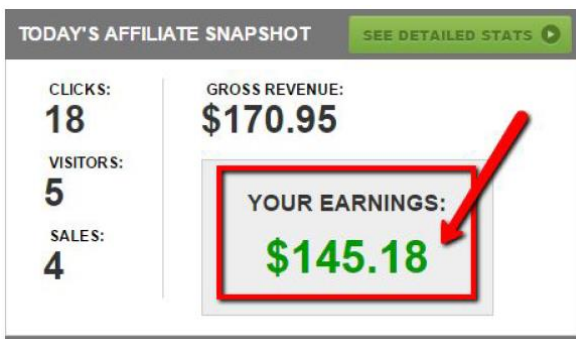 TODAY'S AFFILIATE SNAPSHOT
SEE DETAILED STATS
CLICKS:
18
VISITORS:
5
SALES:
4
GROSS REVENUE:
$170.95
YOUR EARNINGS:
$145.18